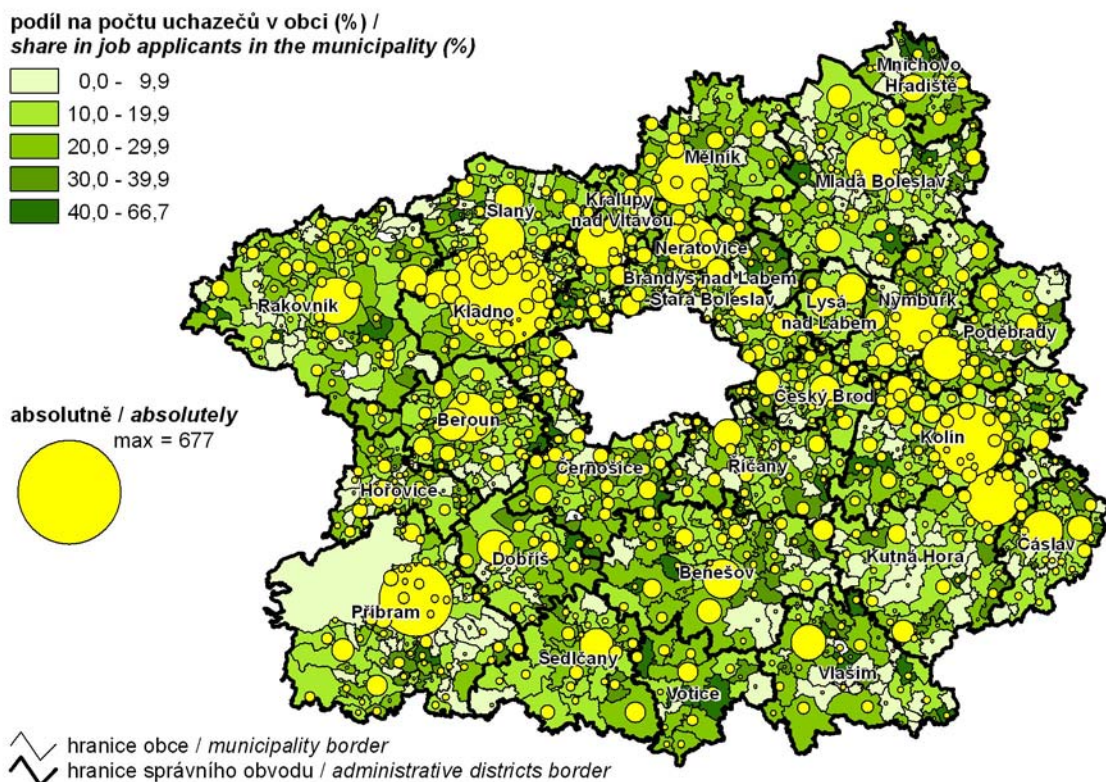 podíl na počtu uchazečů v obci (%) /
share in job applicants in the municipality (%)
0,0 - 9,9
10,0 - 19,9
20,0 - 29,9
30,0 - 39,9
40,0 - 66,7
Mnichovo
Hradiště
Mělník
Mladá Boleslav
Slaný
Kralupy
nad Vltavou
Neratovice
Brandýs nad Labem
Stará Boleslav
Rakovník
Kladno
Lysá
nad Labem
Nymburk
Poděbrady
Český Brod
Beroun
Kolín
absolutně / absolutely
max = 677
Hořovice
Černošice
Říčany
Kutná Hora
Čáslav
Dobříš
Benešov
Příbram
Sedlčany
Votice
Vlašim
hranice obce / municipality border
hranice správního obvodu / administrative districts border